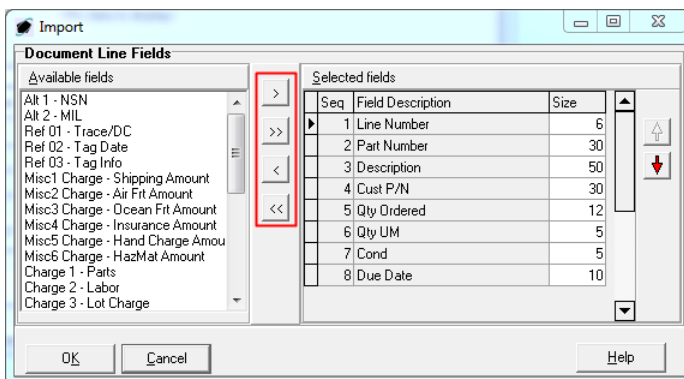 Import
Document Line Fields
Available fields
Alt 1 - NSN
Alt 2 - MIL
Ref 01 - Trace/DC
Ref 02 - Tag Date
Ref 03 - Tag Info
Misc1 Charge - Shipping Amount
Misc2 Charge - Air Frt Amount
Misc3 Charge - Ocean Frt Amount
Misc4 Charge - Insurance Amount
Misc5 Charge - Hand Charge Amou
Misc6 Charge - HazMat Amount
Charge 1 - Parts
Charge 2 - Labor
Charge 3 - Lot Charge
>
>>
<
<<
Selected fields
Seq Field Description Size
1 Line Number 6
2 Part Number 30
3 Description 50
4 Cust P/N 30
5 Qty Ordered 12
6 Qty UM 5
7 Cond 5
8 Due Date 10
OK Cancel Help